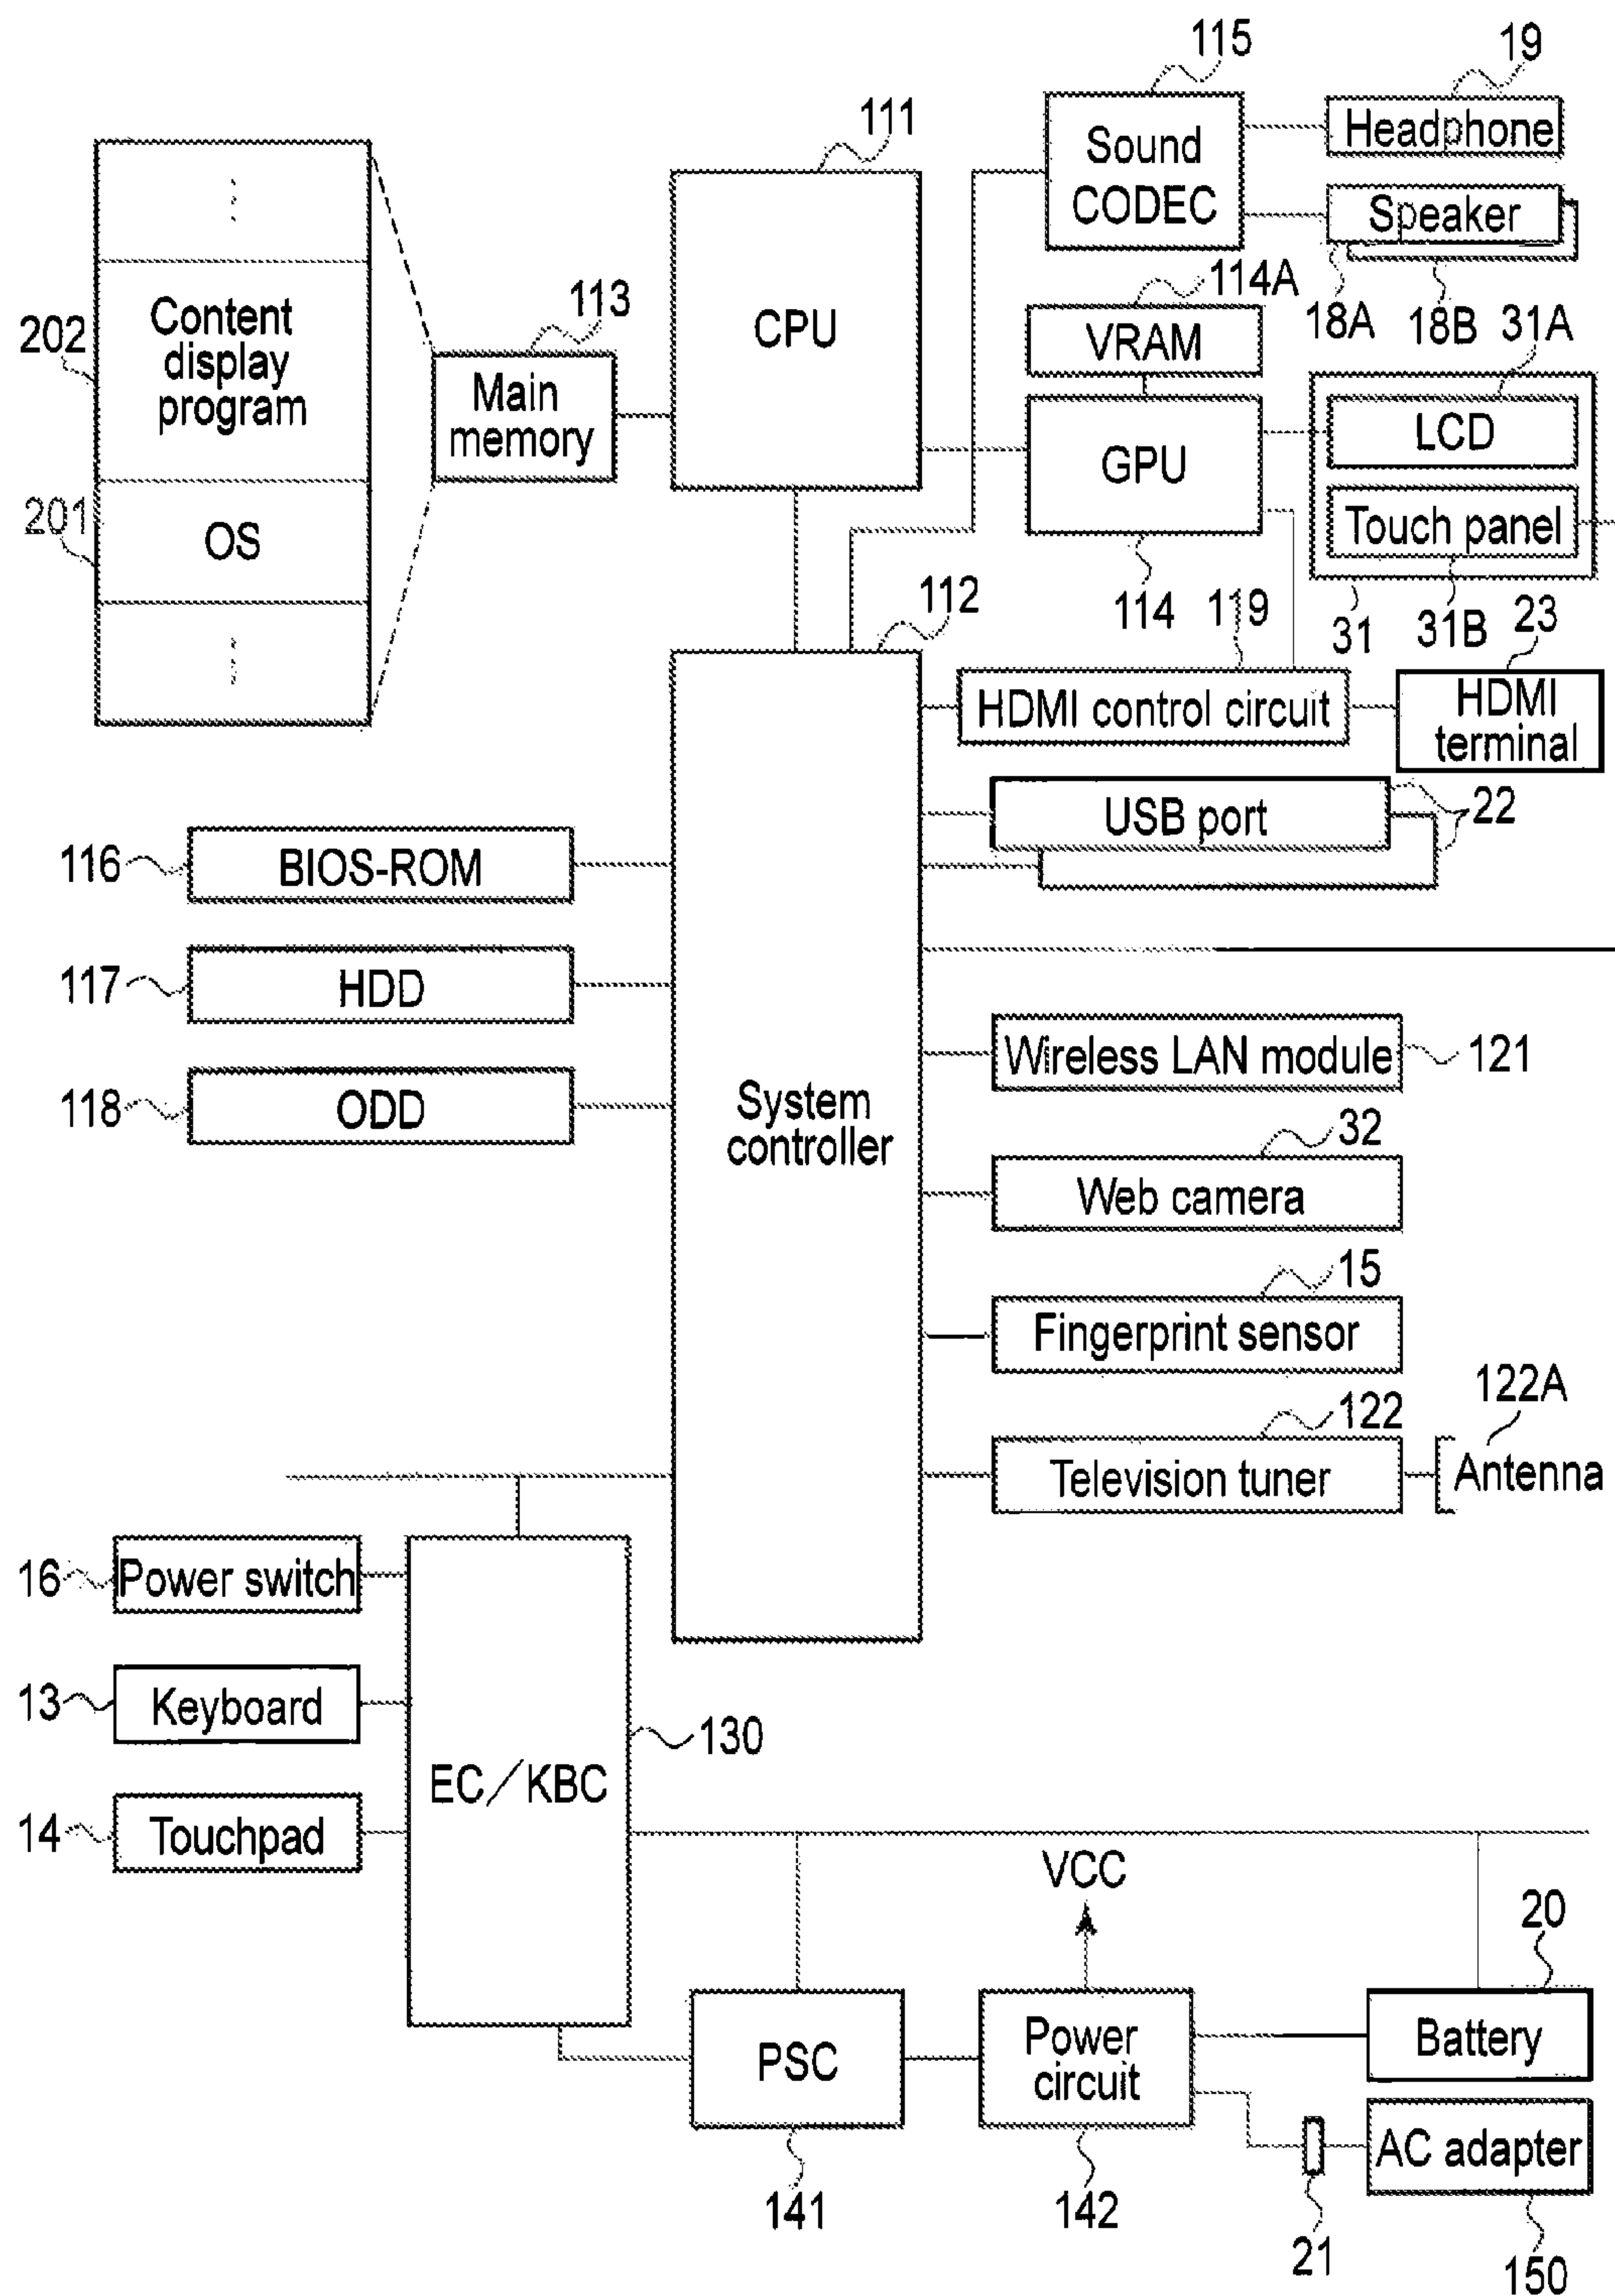 115
19
Sound
CODEC
Headphone
111
Speaker
18A
18B
114A
31A
VRAM
CPU
LCD
GPU
Touch panel
114
31
31B
202
Content
display
program
113
Main
memory
201
OS
112
119
23
HDMI control circuit
HDMI
terminal
USB port
22
116
BIOS-ROM
117
HDD
118
ODD
System
controller
Wireless LAN module
121
32
Web camera
15
Fingerprint sensor
122
Television tuner
122A
Antenna
16
Power switch
13
Keyboard
14
Touchpad
EC/KBC
130
VCC
20
PSC
Power
circuit
Battery
AC adapter
141
142
21
150